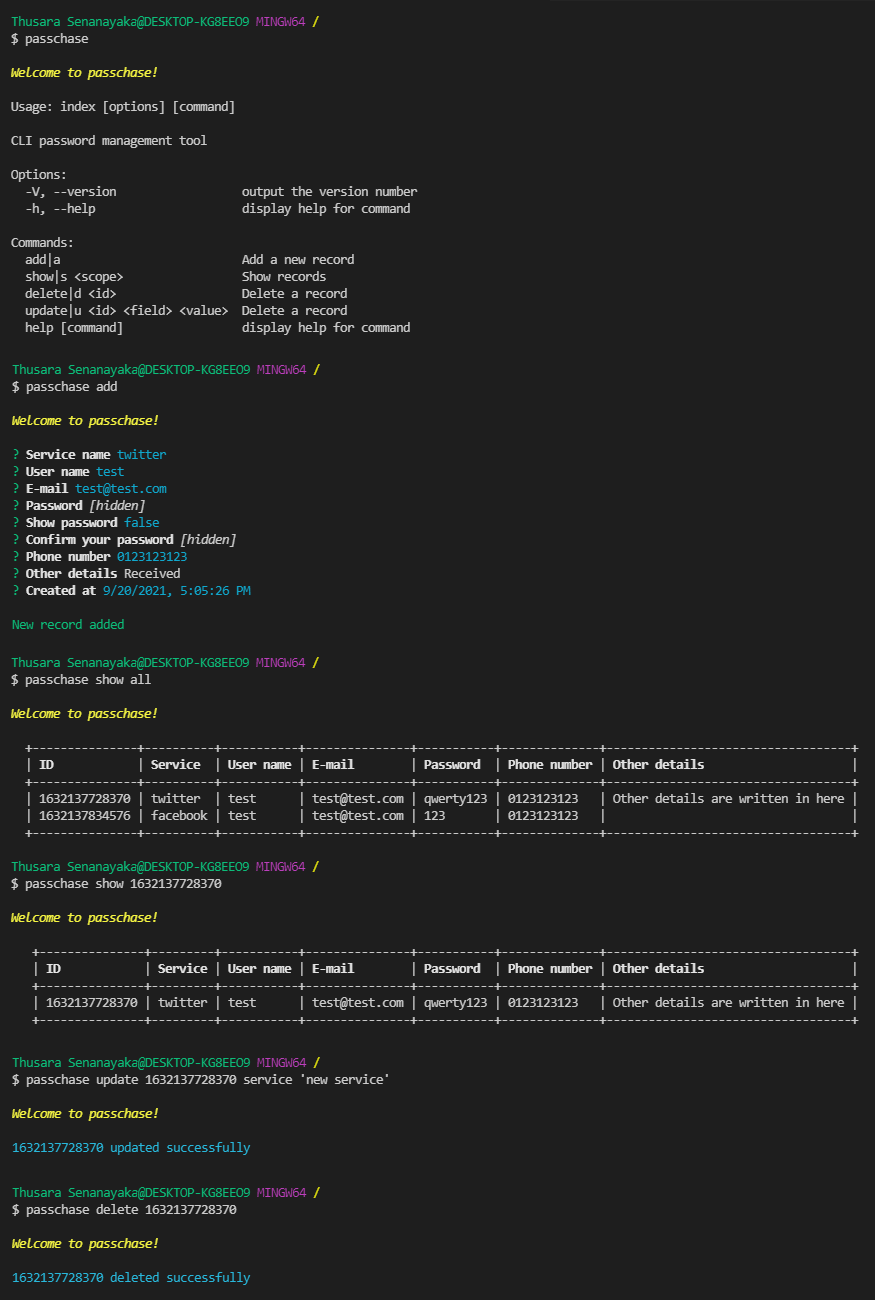 Thusara Senanayaka@DESKTOP-KG8EEO9 MINGW64 /
$ passchase
Welcome to passchase!
Usage: index [options] [command]
CLI password management tool
Options:
  -V, --version                  output the version number
  -h, --help                     display help for command
Commands:
  add|a                          Add a new record
  show|s <scope>                 Show records
  delete|d <id>                  Delete a record
  update|u <id> <field> <value>  Delete a record
  help [command]                 display help for command
Thusara Senanayaka@DESKTOP-KG8EEO9 MINGW64 /
$ passchase add
Welcome to passchase!
? Service name twitter
? User name test
? E-mail test@test.com
? Password [hidden]
? Show password false
? Confirm your password [hidden]
? Phone number 0123123123
? Other details Received
? Created at 9/20/2021, 5:05:26 PM
New record added
Thusara Senanayaka@DESKTOP-KG8EEO9 MINGW64 /
$ passchase show all
Welcome to passchase!
| ID            | Service  | User name | E-mail        | Password  | Phone number | Other details                     |
| 1632137728370 | twitter  | test      | test@test.com | qwerty123 | 0123123123   | Other details are written in here |
| 1632137834576 | facebook | test      | test@test.com | 123       | 0123123123   |                                   |
Thusara Senanayaka@DESKTOP-KG8EEO9 MINGW64 /
$ passchase show 1632137728370
Welcome to passchase!
| ID            | Service | User name | E-mail        | Password  | Phone number | Other details                     |
| 1632137728370 | twitter | test      | test@test.com | qwerty123 | 0123123123   | Other details are written in here |
Thusara Senanayaka@DESKTOP-KG8EEO9 MINGW64 /
$ passchase update 1632137728370 service 'new service'
Welcome to passchase!
1632137728370 updated successfully
Thusara Senanayaka@DESKTOP-KG8EEO9 MINGW64 /
$ passchase delete 1632137728370
Welcome to passchase!
1632137728370 deleted successfully